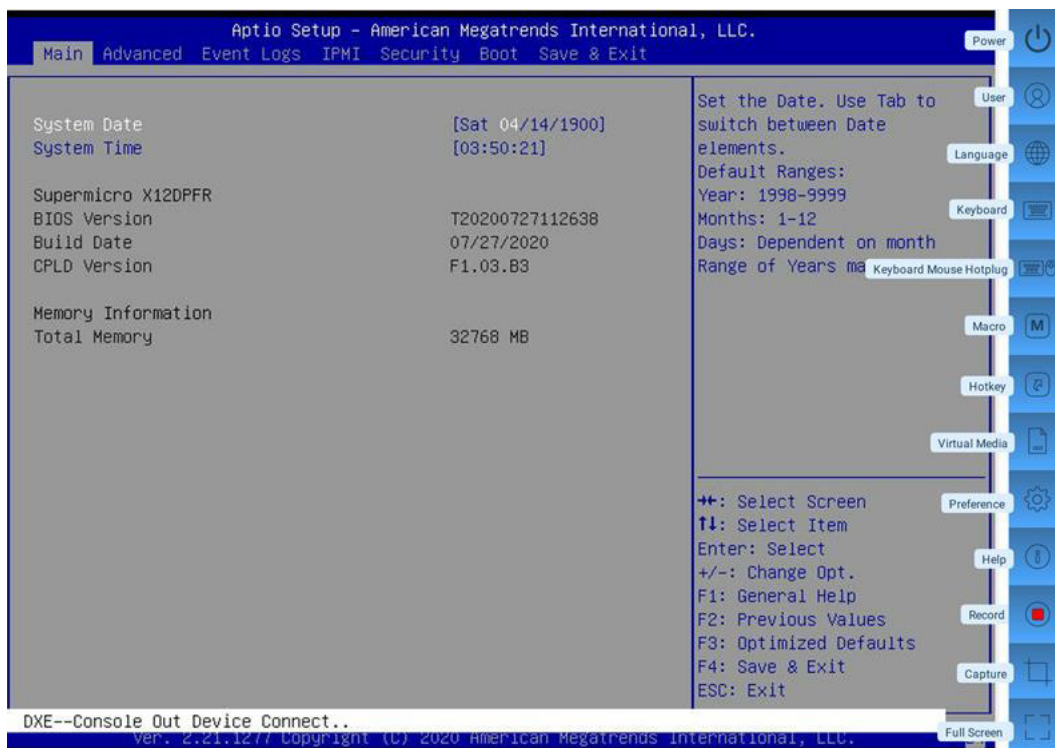 Aptio Setup - American Megatrends International, LLC.
Main Advanced Event Logs IPMI Security Boot Save & Exit
System Date [Sat 04/14/1900]
System Time [03:50:21]
Supermicro X12DPFR
BIOS Version T20200727112638
Build Date 07/27/2020
CPLD Version F1.03.B3
Memory Information
Total Memory 32768 MB
Set the Date. Use Tab to
switch between Date
elements.
Default Ranges:
Year: 1998-9999
Months: 1-12
Days: Dependent on month
Range of Years ma
→←: Select Screen
↑↓: Select Item
Enter: Select
+/-: Change Opt.
F1: General Help
F2: Previous Values
F3: Optimized Defaults
F4: Save & Exit
ESC: Exit
DXE--Console Out Device Connect..
Ver. 2.21.1277 Copyright (C) 2020 American Megatrends International, LLC.
Power
User
Language
Keyboard
Keyboard Mouse Hotplug
Macro
M
Hotkey
Virtual Media
Preference
Help
Record
Capture
Full Screen